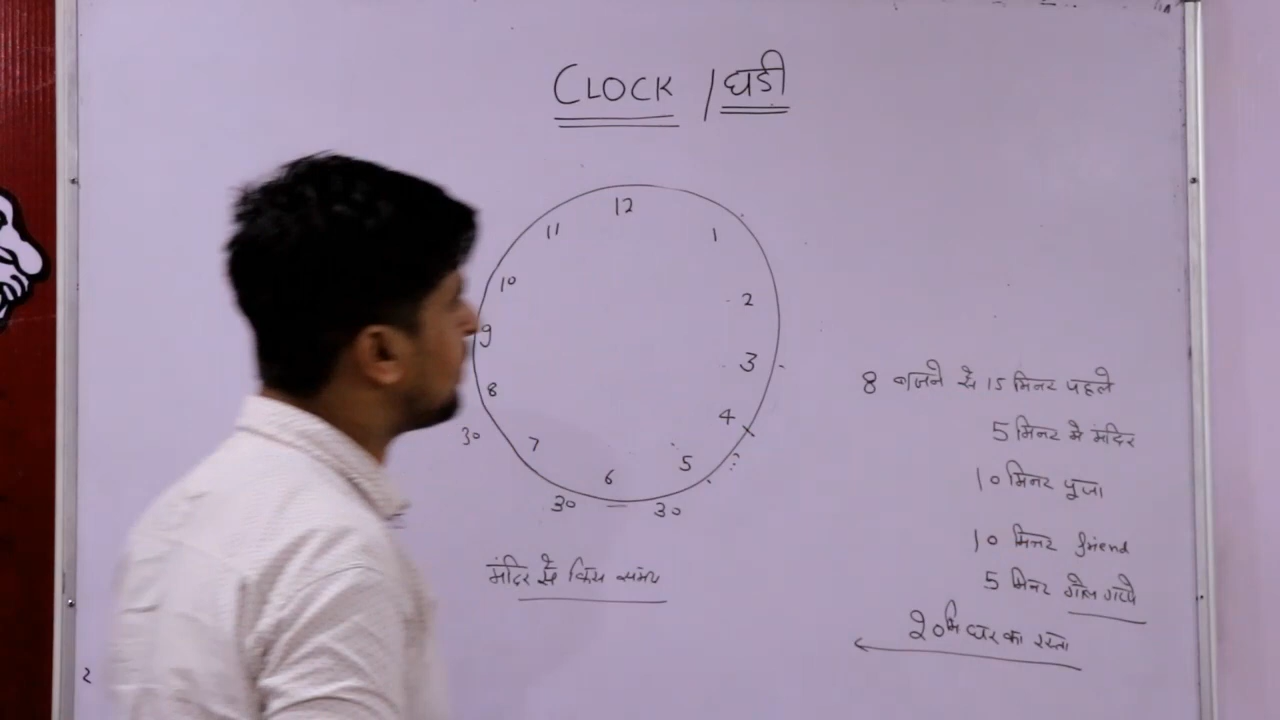 CLOCK / घडी
12
11
1
10
2
9
3
8
4
30
7
5
?
6
30
30
8 बजने से 15 मिनट पहले
5 मिनट मे मंदिर
10 मिनट पूजा
10 मिनट friend
5 मिनट गोल गप्पे
20 मि घर का रस्ता
मंदिर से किस समय
2